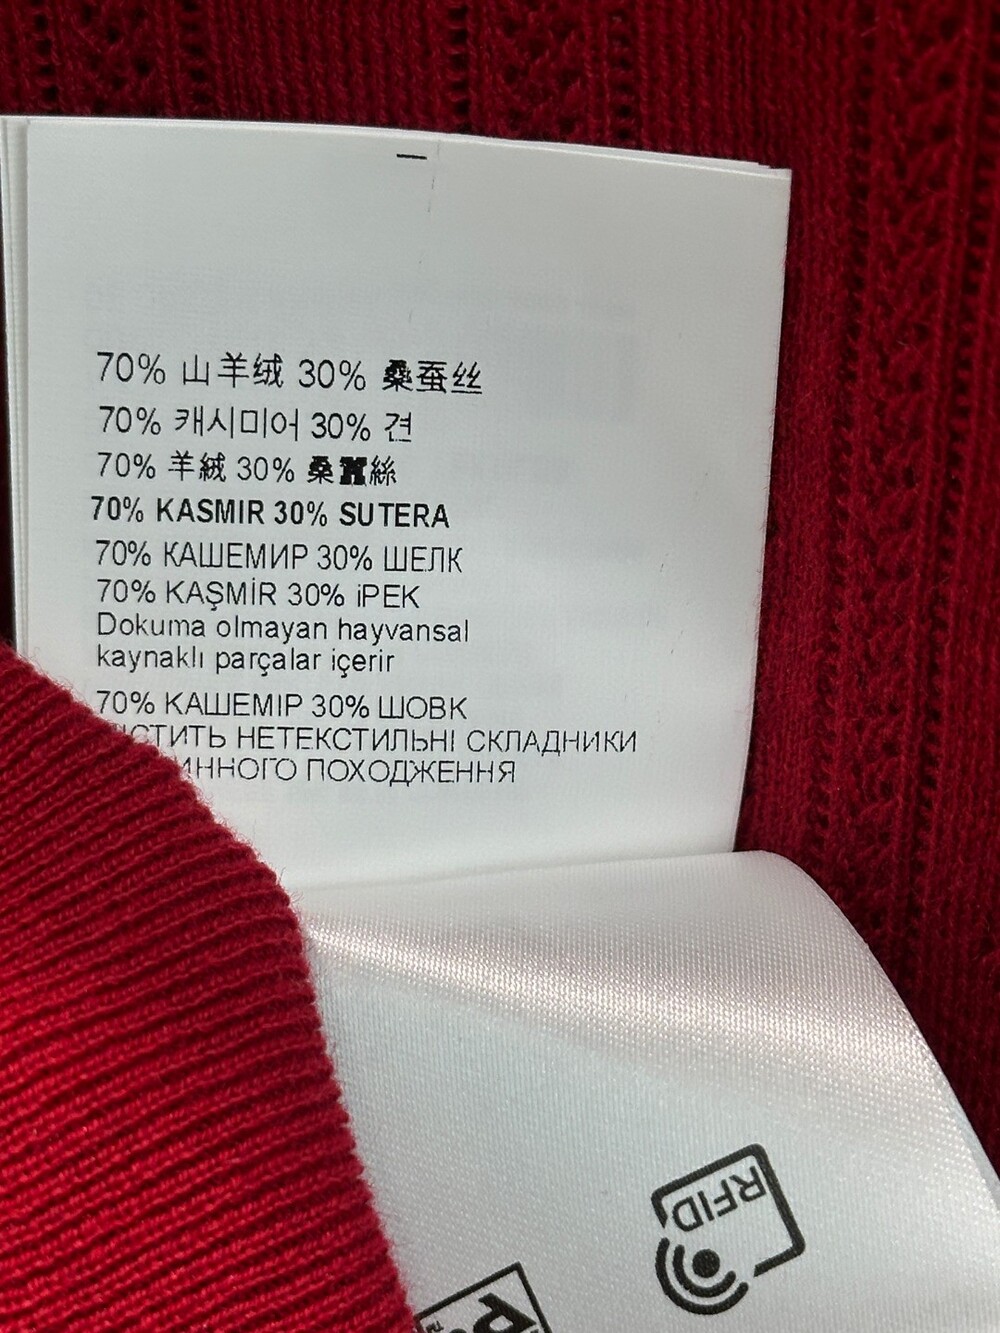 70% 山羊绒 30% 桑蚕丝
70% 캐시미어 30% 견
70% 羊絨 30% 桑絲
70% KASMIR 30% SUTERA
70% КАШЕМИР 30% ШЕЛК
70% KAŞMİR 30% iPEK
Dokuma olmayan hayvansal
kaynaklı parçalar içerir
70% КАШЕМІР 30% ШОВК
НЕТЕКСТИЛЬНІ СКЛАДНИКИ
ПОХОДЖЕННЯ
RFID